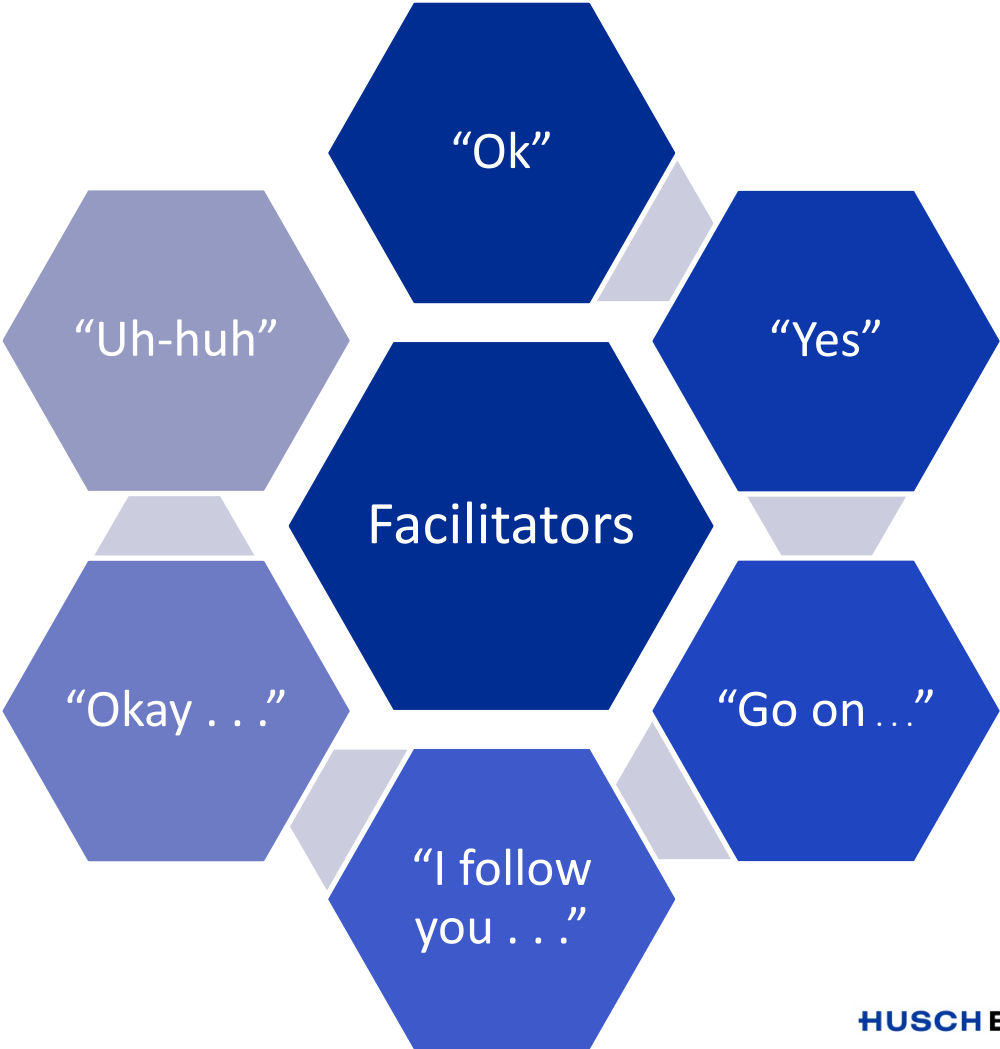 “Ok”
“Uh-huh”
“Yes”
Facilitators
“Okay . . .”
“Go on . . .”
“I follow
you . . .”
HUSCH